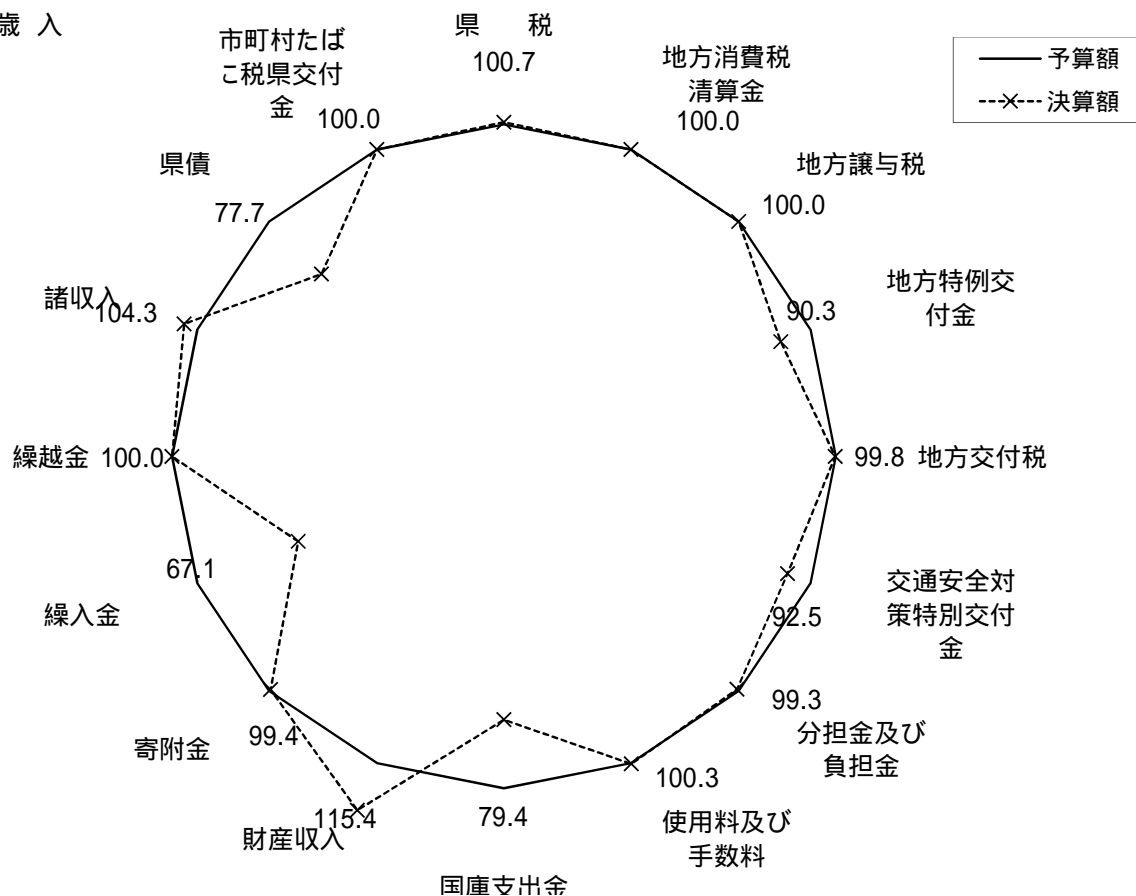 歳 入
県 税
100.7
地方消費税
清算金
100.0
地方譲与税
100.0
地方特例交
付金
90.3
99.8 地方交付税
交通安全対
策特別交付
金
92.5
99.3
分担金及び
負担金
100.3
使用料及び
手数料
79.4
国庫支出金
115.4
財産収入
99.4
寄附金
67.1
繰入金
繰越金 100.0
諸収入
104.3
県債
77.7
市町村たば
こ税県交付
金
100.0
予算額
決算額